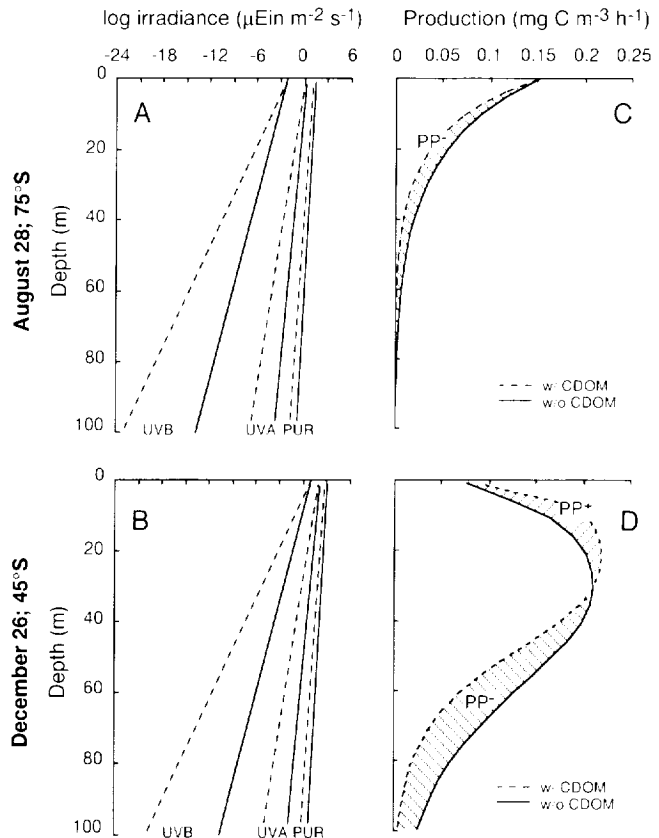 log irradiance (µEin m-2 s-1)
Production (mg C m-3 h-1)
-24 -18 -12 -6 0 6
0 0.05 0.1 0.15 0.2 0.25
August 28; 75°S
Depth (m)
0
20
40
60
80
100
A
UVB UVA PUR
C
PP-
w/ CDOM
w/o CDOM
December 26; 45°S
Depth (m)
0
20
40
60
80
100
B
UVB UVA PUR
D
PP+
PP-
w/ CDOM
w/o CDOM